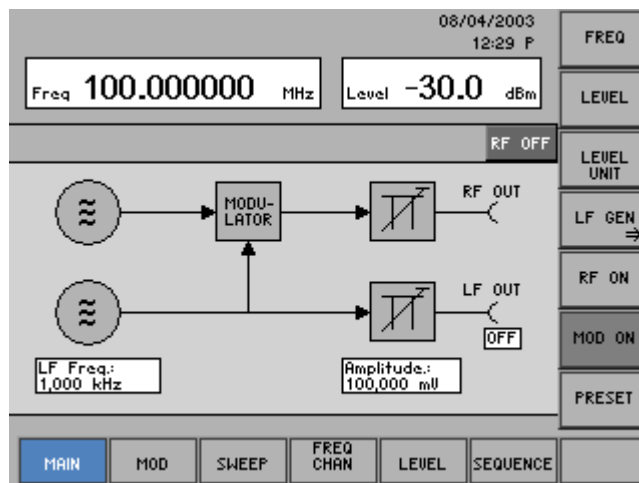 08/04/2003
12:29 P
Freq 100.000000 MHz
Level -30.0 dBm
RF OFF
MODU-
LATOR
RF OUT
LF OUT
OFF
LF Freq.:
1,000 kHz
Amplitude.:
100,000 mV
FREQ
LEVEL
LEVEL
UNIT
LF GEN
RF ON
MOD ON
PRESET
MAIN
MOD
SWEEP
FREQ
CHAN
LEVEL
SEQUENCE